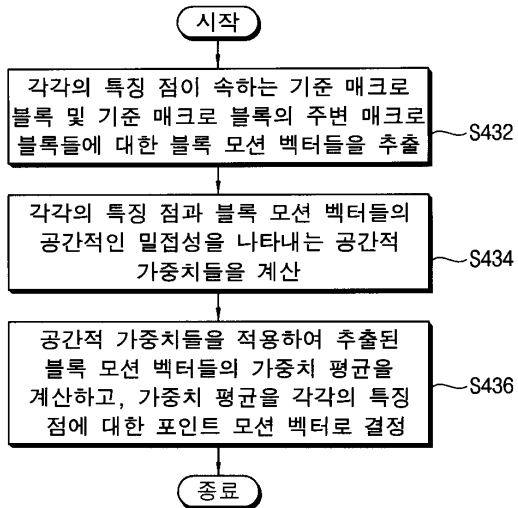 시작
각각의 특징 점이 속하는 기준 매크로
블록 및 기준 매크로 블록의 주변 매크로
블록들에 대한 블록 모션 벡터들을 추출
S432
각각의 특징 점과 블록 모션 벡터들의
공간적인 밀접성을 나타내는 공간적
가중치들을 계산
S434
공간적 가중치들을 적용하여 추출된
블록 모션 벡터들의 가중치 평균을
계산하고, 가중치 평균을 각각의 특징
점에 대한 포인트 모션 벡터로 결정
S436
종료